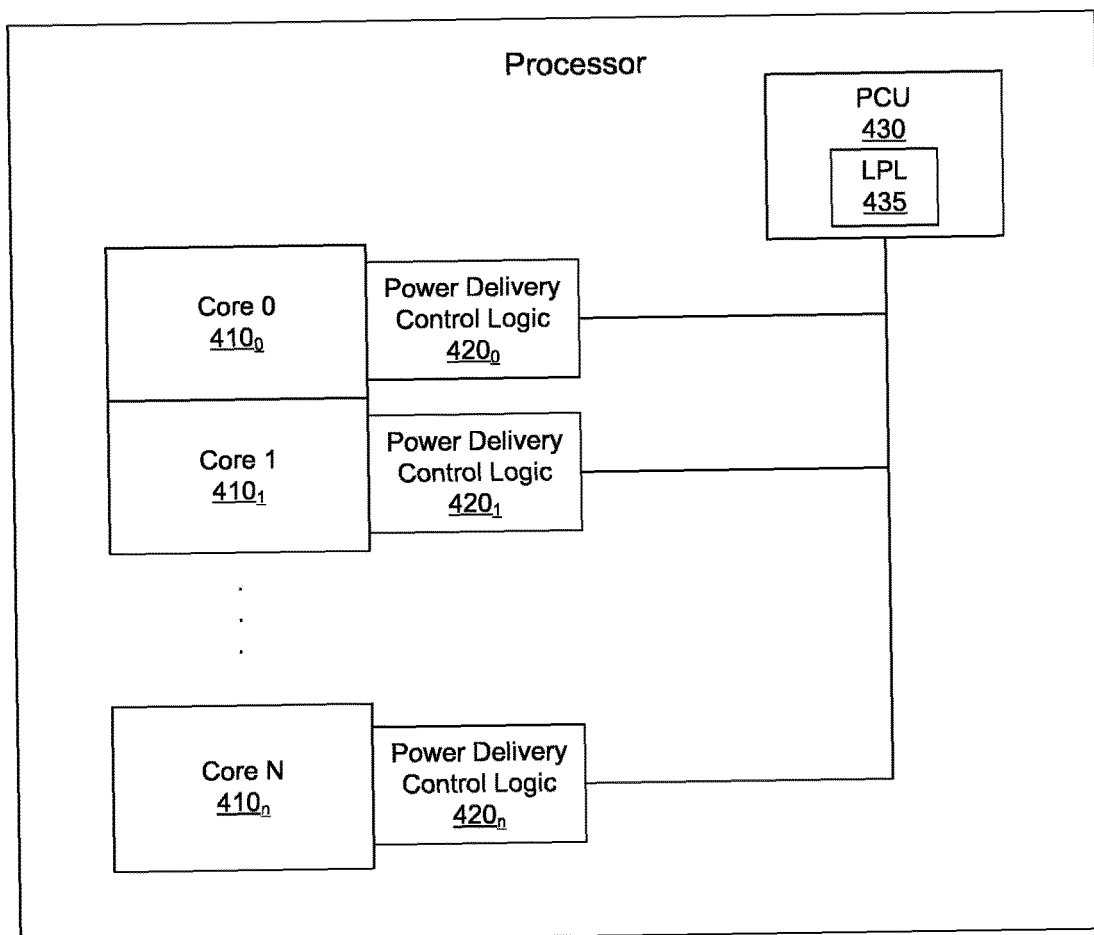 Processor
PCU
430
LPL
435
Core 0
410₀
Power Delivery
Control Logic
420₀
Core 1
410₁
Power Delivery
Control Logic
420₁
.
.
.
Core N
410ₙ
Power Delivery
Control Logic
420ₙ